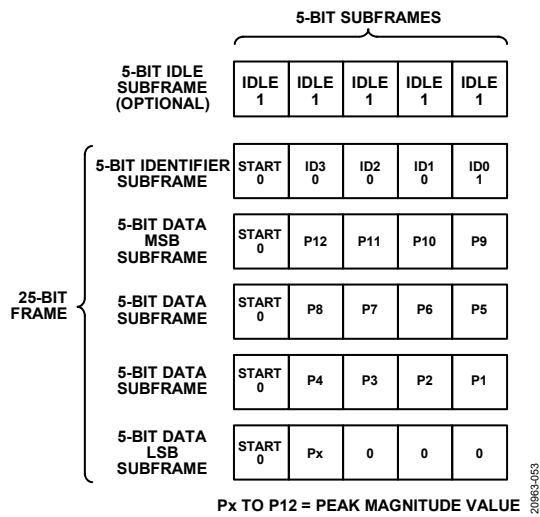 5-BIT SUBFRAMES
5-BIT IDLE
SUBFRAME
(OPTIONAL)
IDLE IDLE IDLE IDLE IDLE
1 1 1 1 1
5-BIT IDENTIFIER
SUBFRAME
START ID3 ID2 ID1 ID0
0 0 0 0 1
5-BIT DATA
MSB
SUBFRAME
START
0
P12 P11 P10 P9
25-BIT
FRAME
5-BIT DATA
SUBFRAME
START
0
P8 P7 P6 P5
5-BIT DATA
SUBFRAME
START
0
P4 P3 P2 P1
5-BIT DATA
LSB
SUBFRAME
START
0
Px 0 0 0
Px TO P12 = PEAK MAGNITUDE VALUE
20963-053